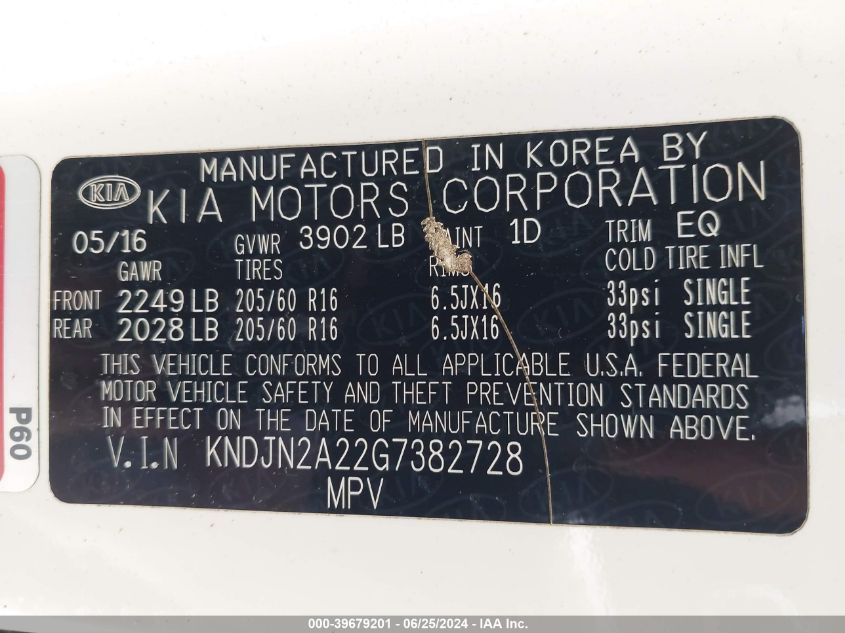 MANUFACTURED IN KOREA BY
KIA KIA MOTORS CORPORATION
05/16 GVWR 3902 LB PAINT 1D TRIM EQ
GAWR TIRES RIMS COLD TIRE INFL
FRONT 2249 LB 205/60 R16 6.5JX16 33psi SINGLE
REAR 2028 LB 205/60 R16 6.5JX16 33psi SINGLE
THIS VEHICLE CONFORMS TO ALL APPLICABLE U.S.A. FEDERAL
MOTOR VEHICLE SAFETY AND THEFT PREVENTION STANDARDS
IN EFFECT ON THE DATE OF MANUFACTURE SHOWN ABOVE.
V.I.N KNDJN2A22G7382728
MPV
P60
000-39679201 - 06/25/2024 - IAA Inc.